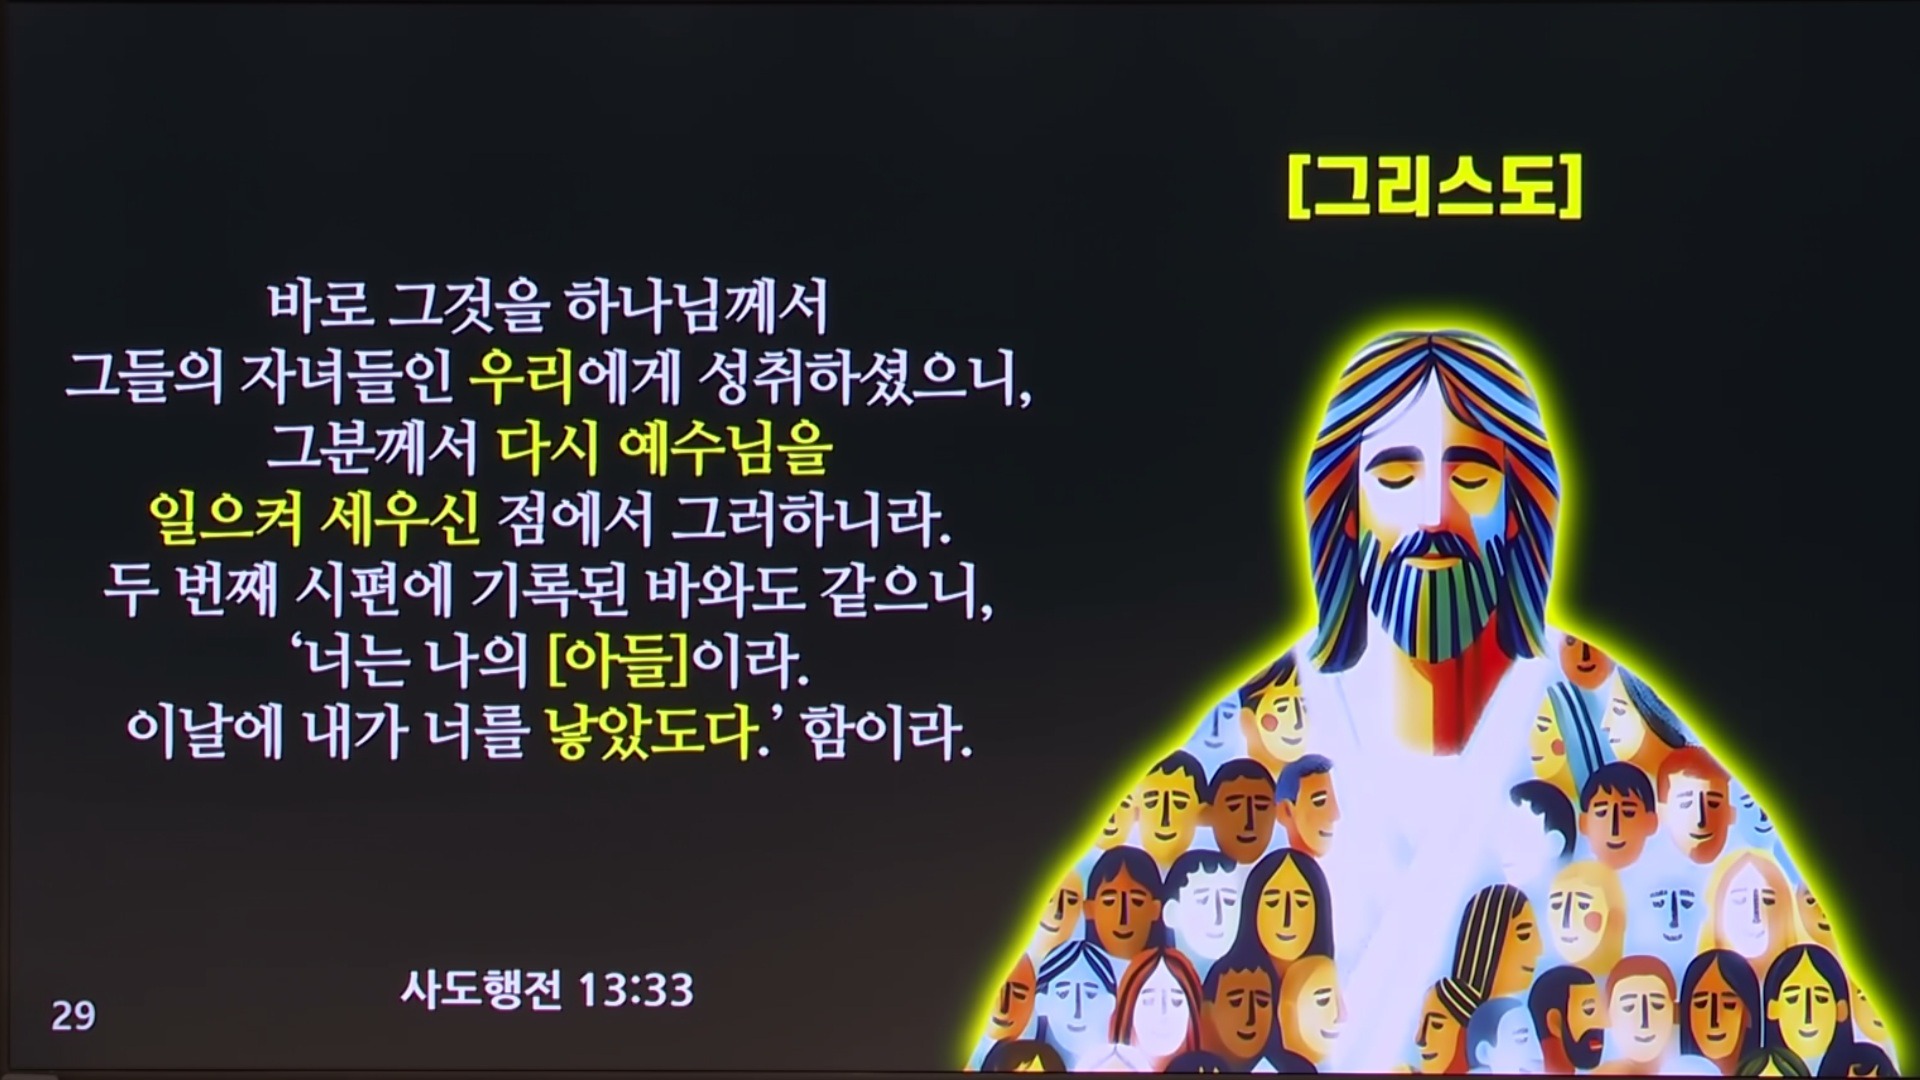 [그리스도]
바로 그것을 하나님께서
그들의 자녀들인 우리에게 성취하셨으니,
그분께서 다시 예수님을
일으켜 세우신 점에서 그러하니라.
두 번째 시편에 기록된 바와도 같으니,
‘너는 나의 [아들]이라.
이날에 내가 너를 낳았도다.’ 함이라.
사도행전 13:33
29